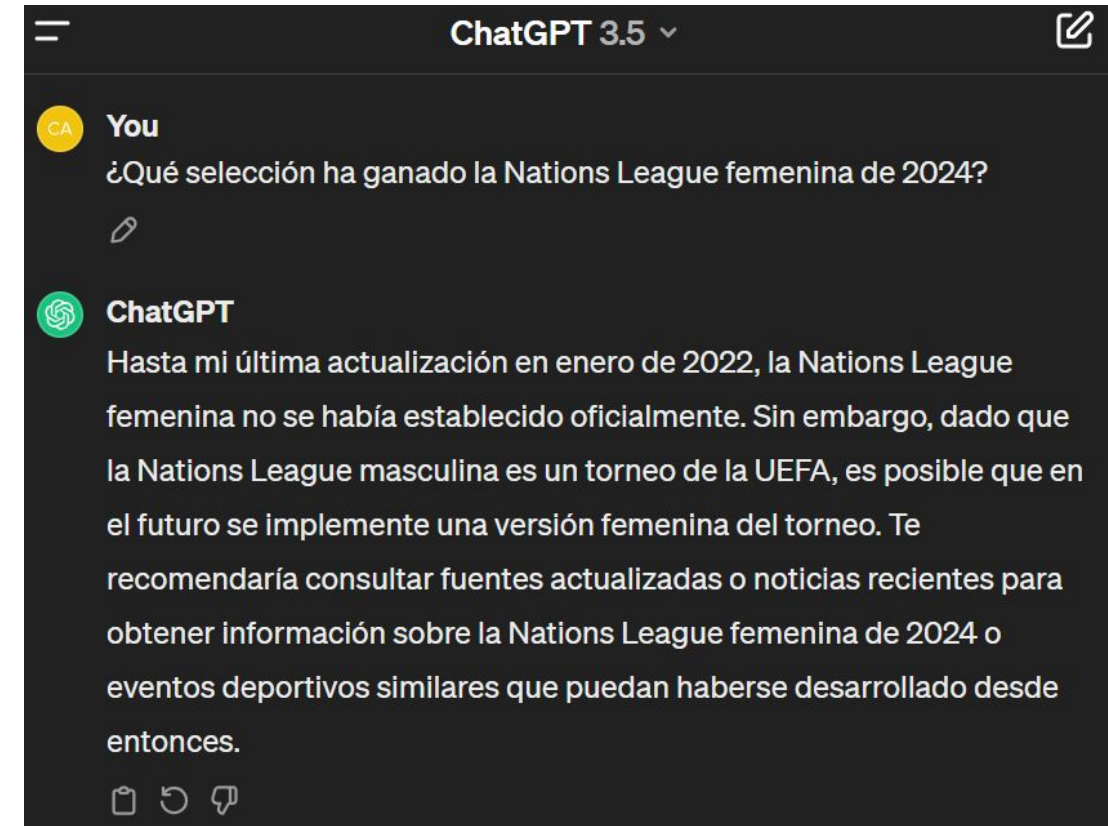 ChatGPT 3.5
CA
You
¿Qué selección ha ganado la Nations League femenina de 2024?
ChatGPT
Hasta mi última actualización en enero de 2022, la Nations League
femenina no se había establecido oficialmente. Sin embargo, dado que
la Nations League masculina es un torneo de la UEFA, es posible que en
el futuro se implemente una versión femenina del torneo. Te
recomendaría consultar fuentes actualizadas o noticias recientes para
obtener información sobre la Nations League femenina de 2024 o
eventos deportivos similares que puedan haberse desarrollado desde
entonces.